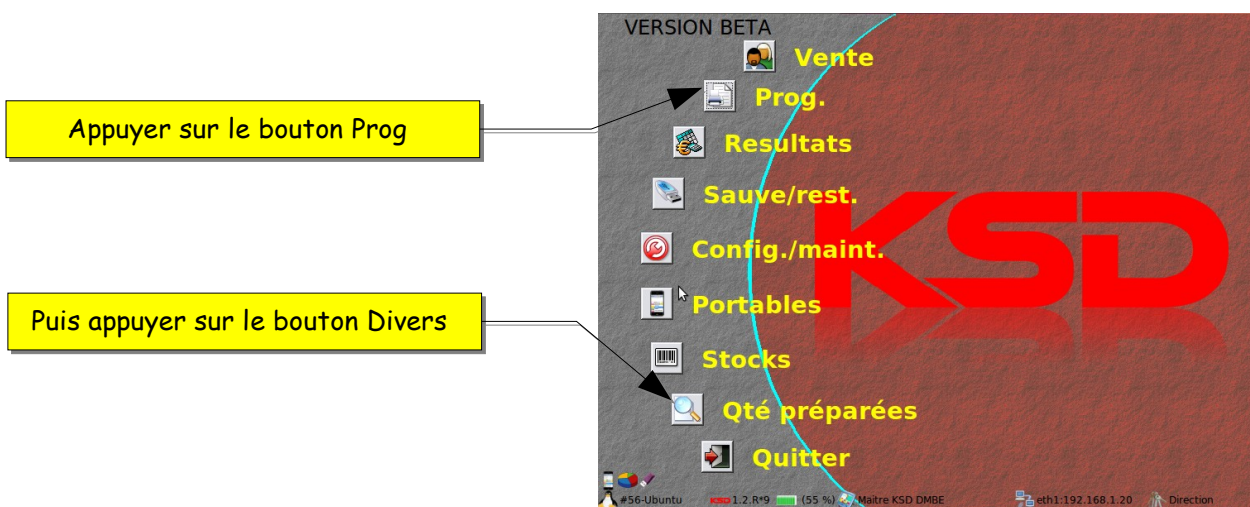 VERSION BETA
Vente
Prog.
Appuyer sur le bouton Prog
Resultats
Sauve/rest.
KSD
Config./maint.
Portables
Puis appuyer sur le bouton Divers
Stocks
Qté préparées
Quitter
#56-Ubuntu KSD 1.2.R*9 (55 %) Maitre KSD DMBE eth1:192.168.1.20 Direction